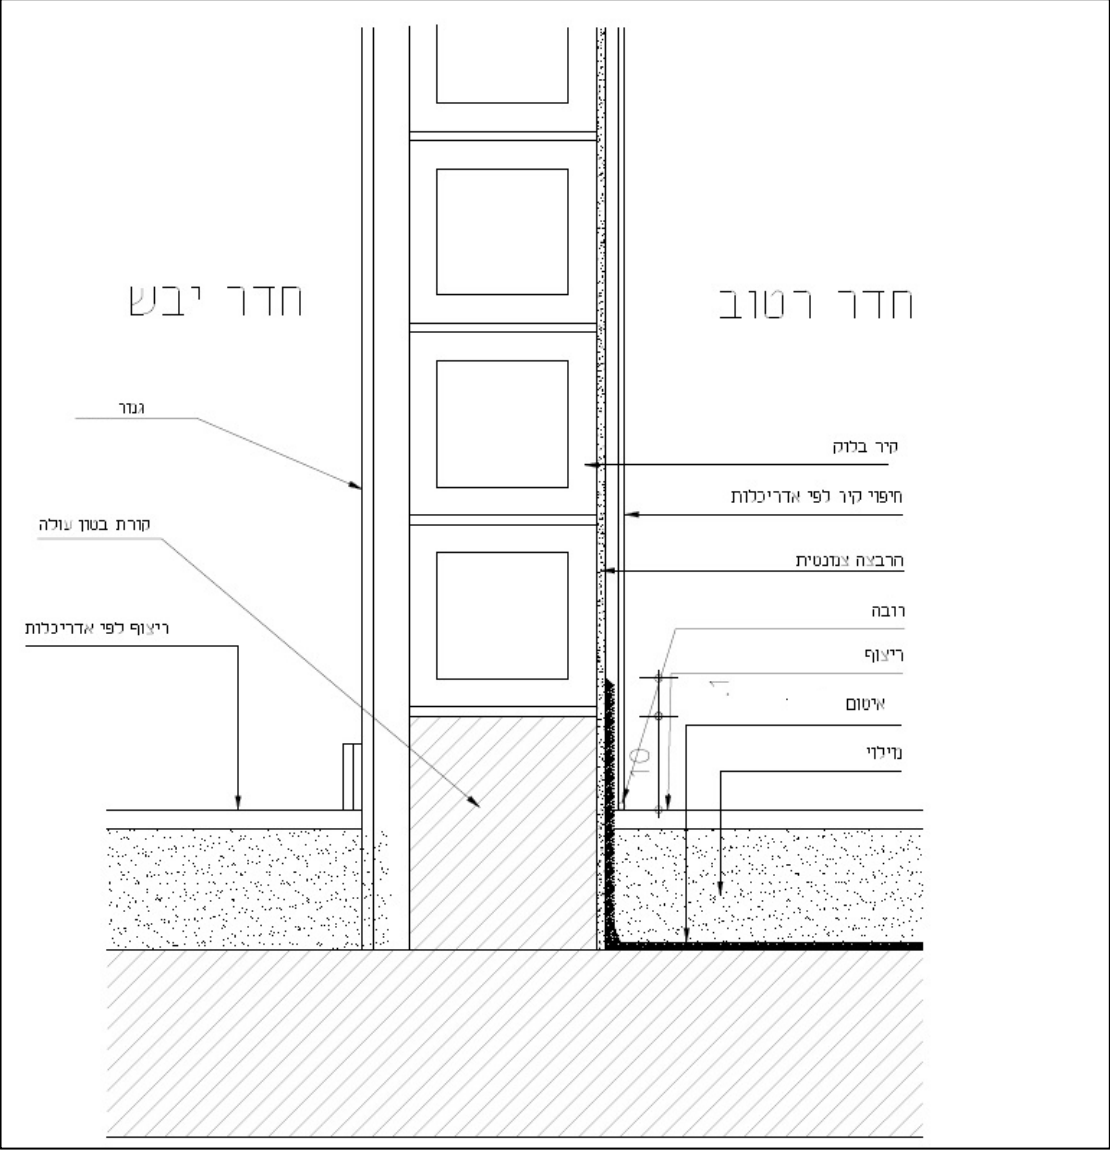 חדר יבש
חדר רטוב
גמר
קיר בלוק
חיפוי קיר לפי אדריכלות
קורת בטון עולה
הרבצה צמנטית
רובה
ריצוף לפי אדריכלות
ריצוף
איטום
מילוי
10